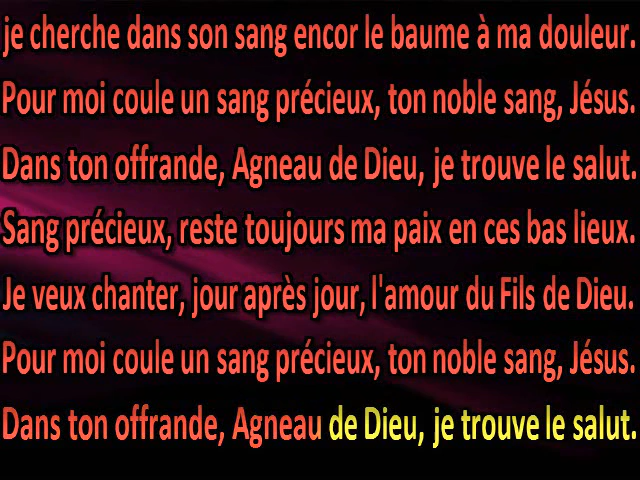 je cherche dans son sang encor le baume à ma douleur.
Pour moi coule un sang précieux, ton noble sang, Jésus.
Dans ton offrande, Agneau de Dieu, je trouve le salut.
Sang précieux, reste toujours ma paix en ces bas lieux.
Je veux chanter, jour après jour, l'amour du Fils de Dieu.
Pour moi coule un sang précieux, ton noble sang, Jésus.
Dans ton offrande, Agneau de Dieu, je trouve le salut.